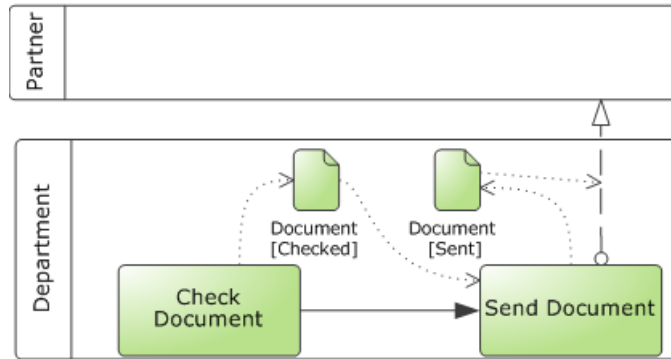 Partner
Department
Document
[Checked]
Document
[Sent]
Check
Document
Send Document